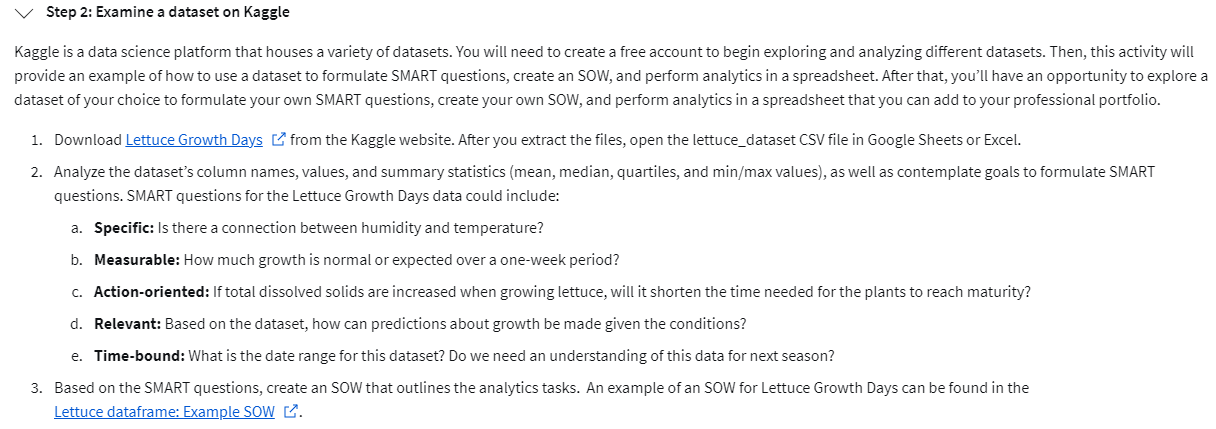 Step 2: Examine a dataset on Kaggle
Kaggle is a data science platform that houses a variety of datasets. You will need to create a free account to begin exploring and analyzing different datasets. Then, this activity will
provide an example of how to use a dataset to formulate SMART questions, create an SOW, and perform analytics in a spreadsheet. After that, you’ll have an opportunity to explore a
dataset of your choice to formulate your own SMART questions, create your own SOW, and perform analytics in a spreadsheet that you can add to your professional portfolio.
1. Download Lettuce Growth Days from the Kaggle website. After you extract the files, open the lettuce_dataset CSV file in Google Sheets or Excel.
2. Analyze the dataset’s column names, values, and summary statistics (mean, median, quartiles, and min/max values), as well as contemplate goals to formulate SMART
questions. SMART questions for the Lettuce Growth Days data could include:
a. Specific: Is there a connection between humidity and temperature?
b. Measurable: How much growth is normal or expected over a one-week period?
c. Action-oriented: If total dissolved solids are increased when growing lettuce, will it shorten the time needed for the plants to reach maturity?
d. Relevant: Based on the dataset, how can predictions about growth be made given the conditions?
e. Time-bound: What is the date range for this dataset? Do we need an understanding of this data for next season?
3. Based on the SMART questions, create an SOW that outlines the analytics tasks. An example of an SOW for Lettuce Growth Days can be found in the
Lettuce dataframe: Example SOW .